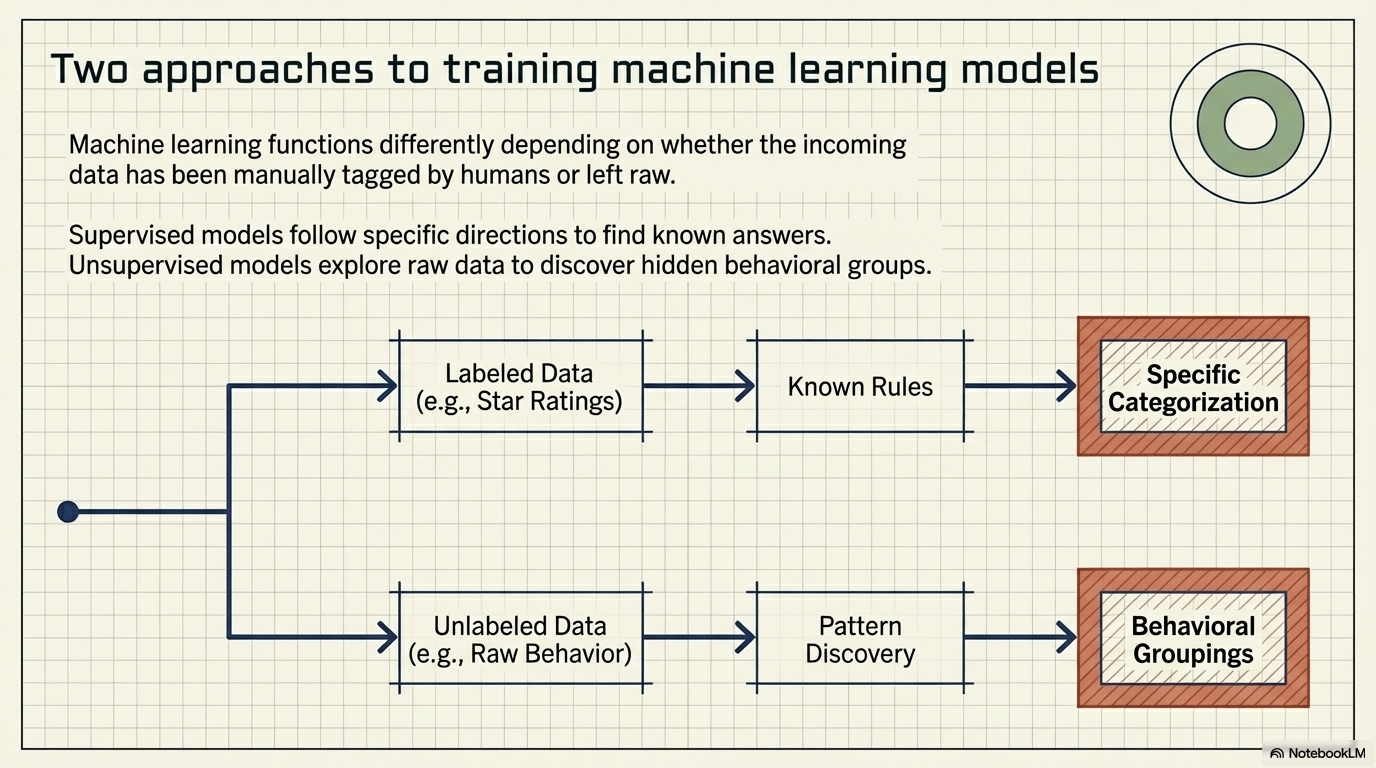 Two approaches to training machine learning models
Machine learning functions differently depending on whether the incoming
data has been manually tagged by humans or left raw.
Supervised models follow specific directions to find known answers.
Unsupervised models explore raw data to discover hidden behavioral groups.
Labeled Data
(e.g., Star Ratings)
Known Rules
Specific
Categorization
Unlabeled Data
(e.g., Raw Behavior)
Pattern
Discovery
Behavioral
Groupings
NotebookLM